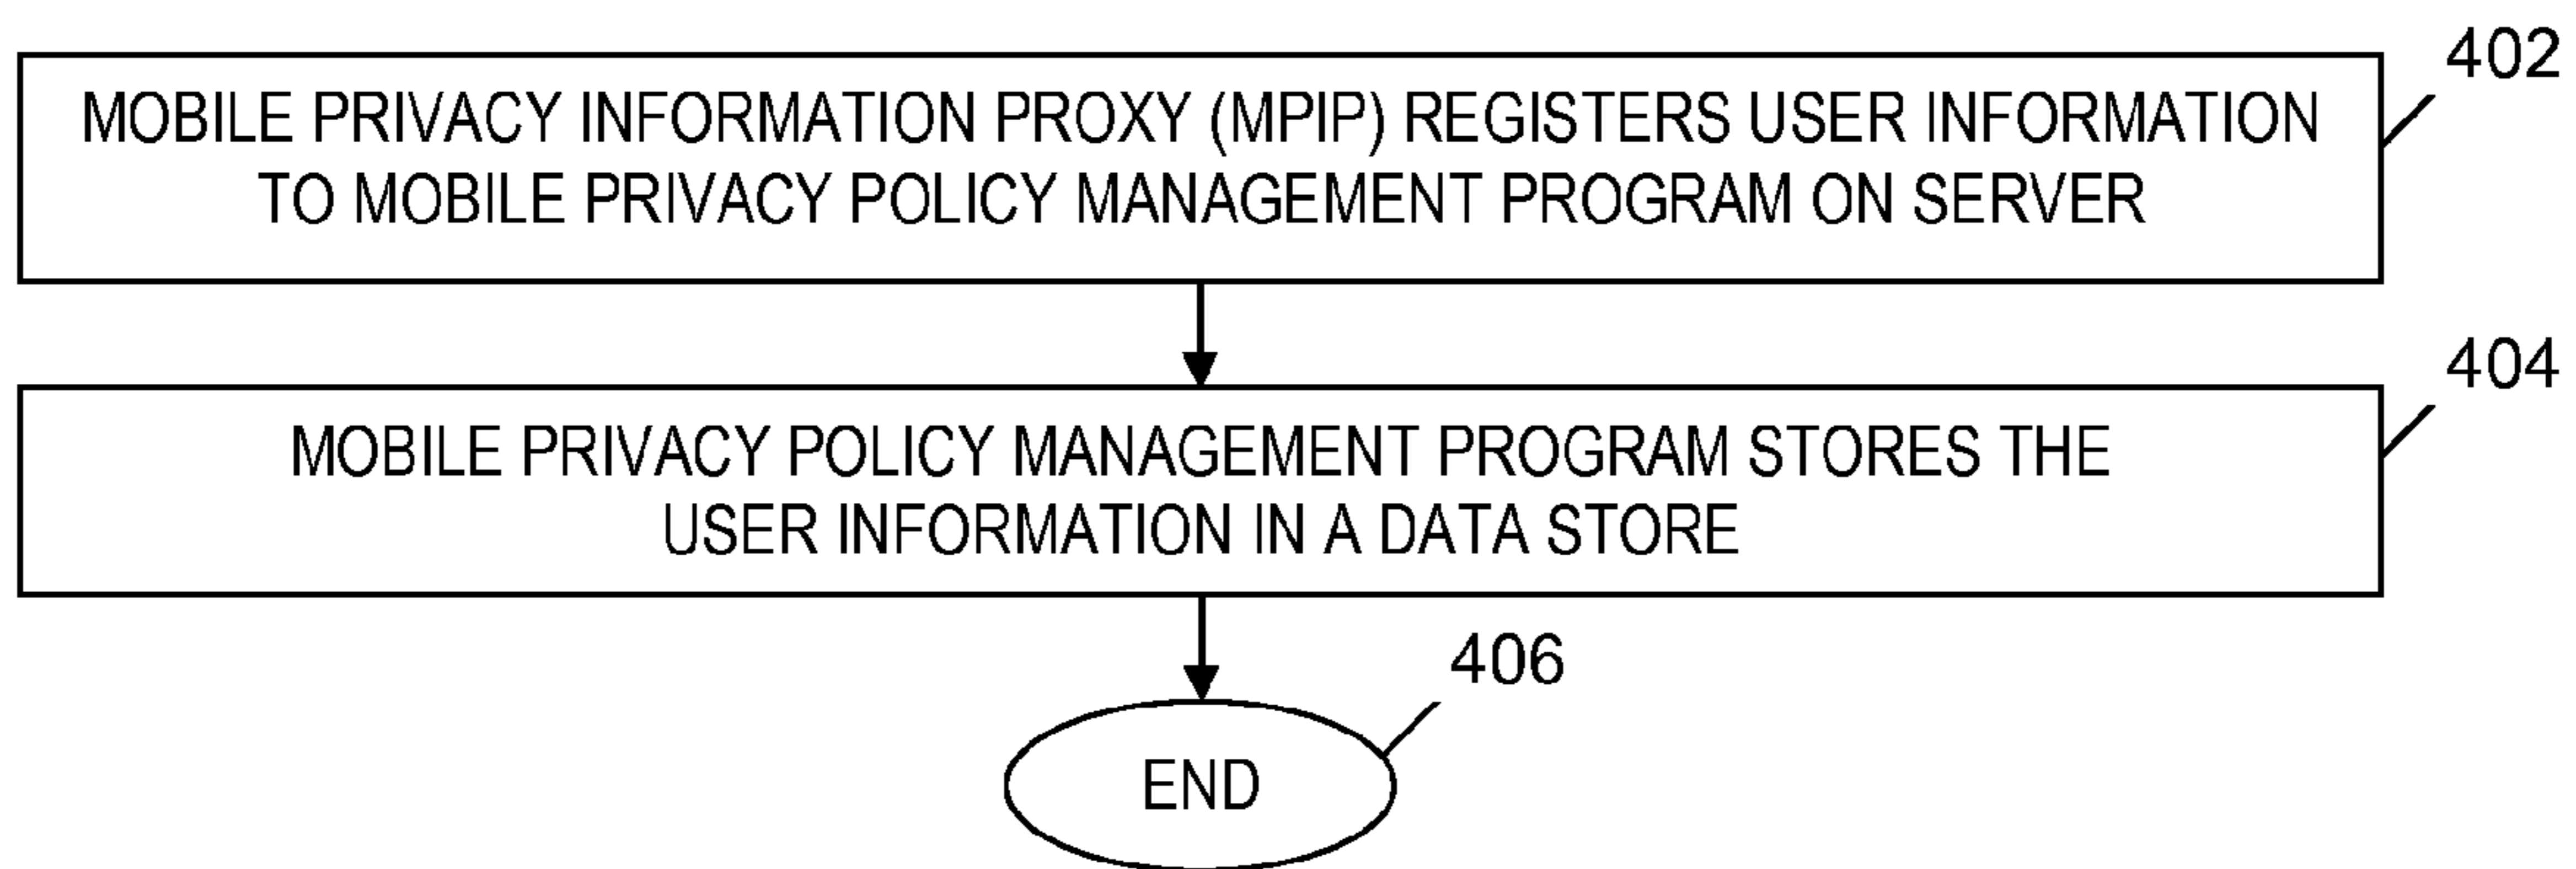 402
MOBILE PRIVACY INFORMATION PROXY (MPIP) REGISTERS USER INFORMATION
TO MOBILE PRIVACY POLICY MANAGEMENT PROGRAM ON SERVER
404
MOBILE PRIVACY POLICY MANAGEMENT PROGRAM STORES THE
USER INFORMATION IN A DATA STORE
406
END